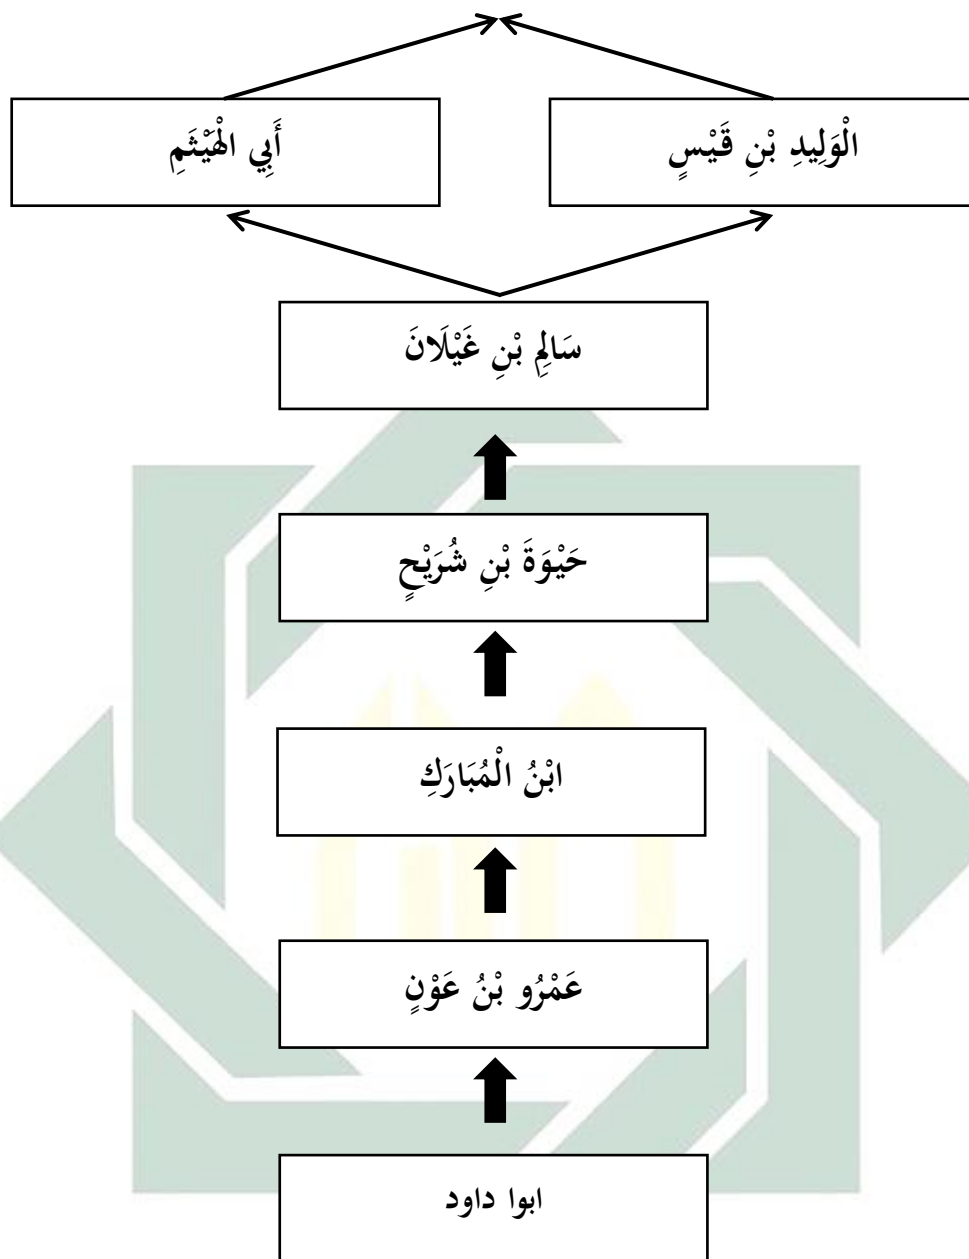 الْوَلِيدِ بْنِ قَيْسٍ
أَبِي الْهَيْثَمِ
سَالِمِ بْنِ غَيْلَانَ
حَيْوَةَ بْنِ شُرَيْحٍ
ابْنُ الْمُبَارَكِ
عَمْرُو بْنُ عَوْنٍ
ابوا داود